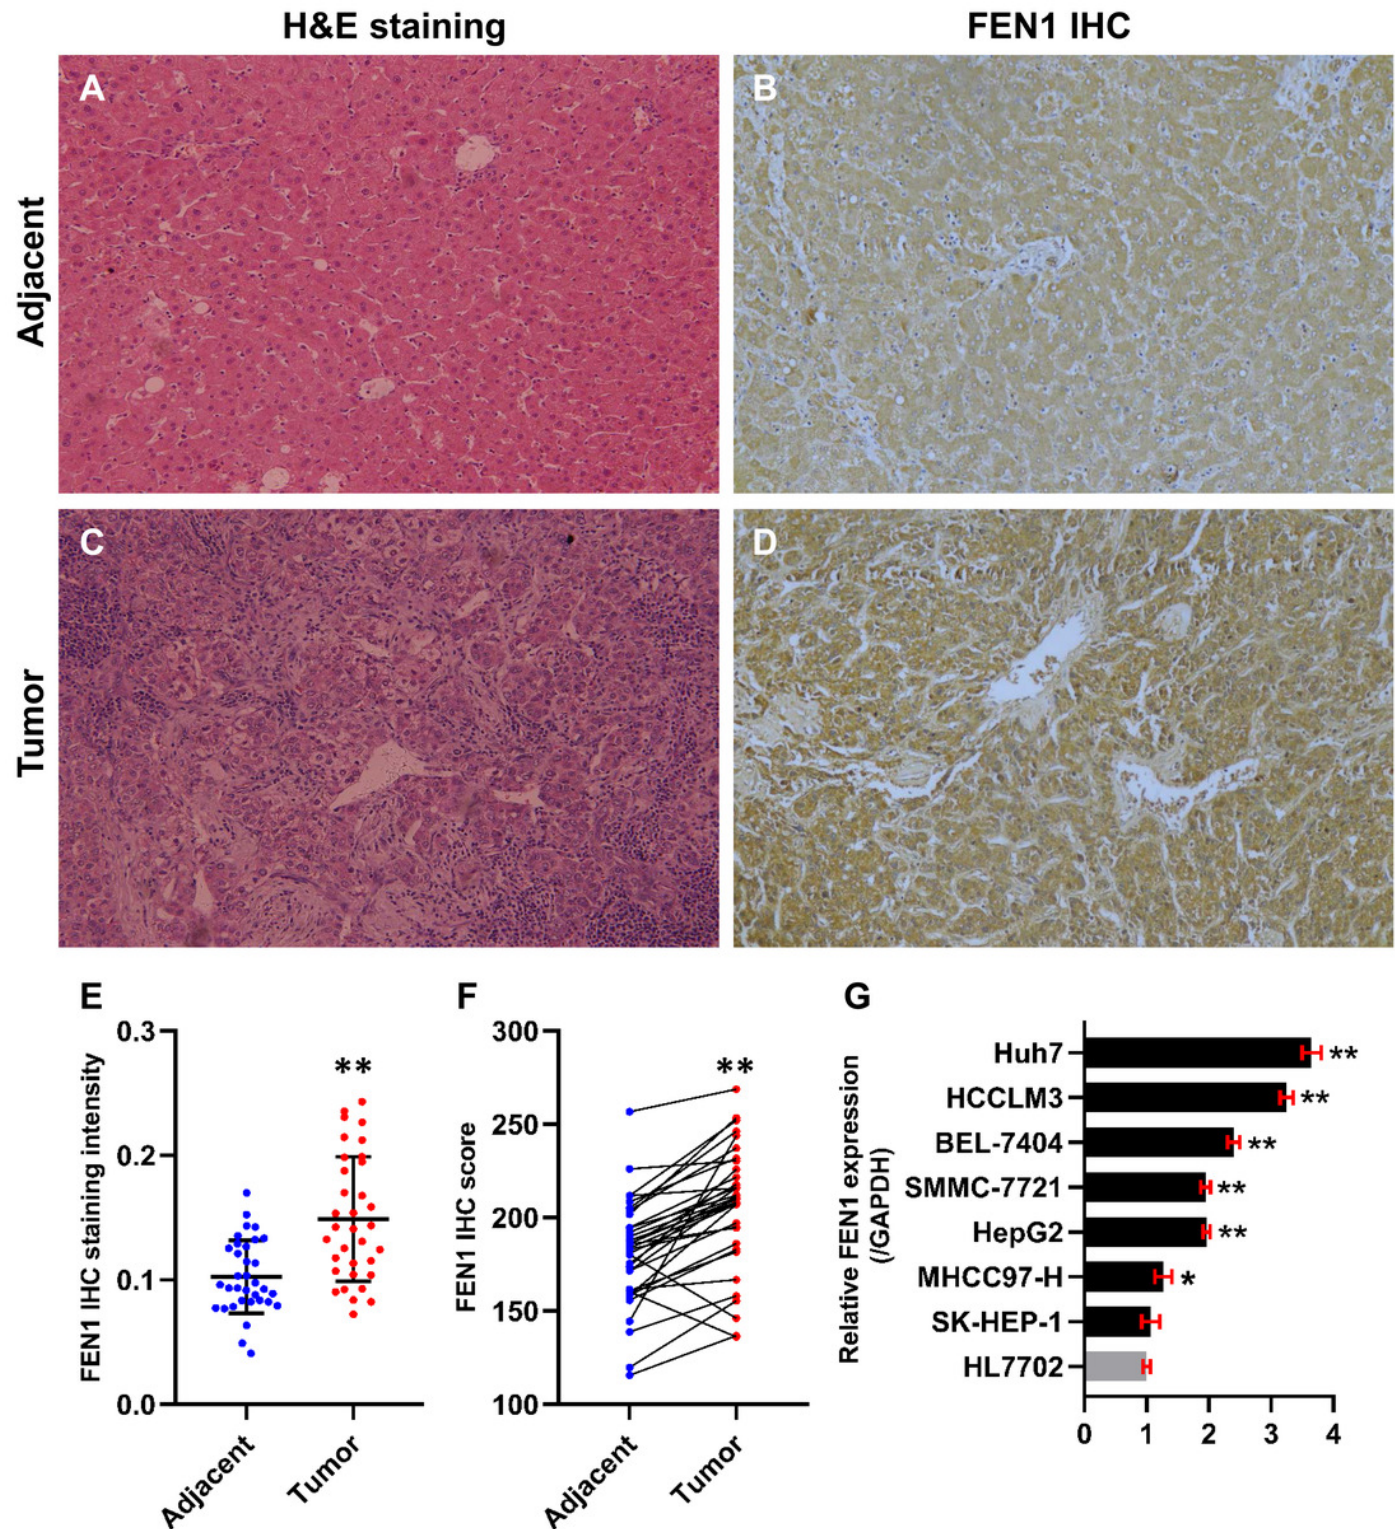 H&E staining
FEN1 IHC
Adjacent
A
B
Tumor
C
D
E
FEN1 IHC staining intensity
0.3
0.2
0.1
0.0
**
Adjacent
Tumor
F
FEN1 IHC score
300
250
200
150
100
**
Adjacent
Tumor
G
Relative FEN1 expression
(/GAPDH)
Huh7 **
HCCLM3 **
BEL-7404 **
SMMC-7721 **
HepG2 **
MHCC97-H *
SK-HEP-1
HL7702
0 1 2 3 4